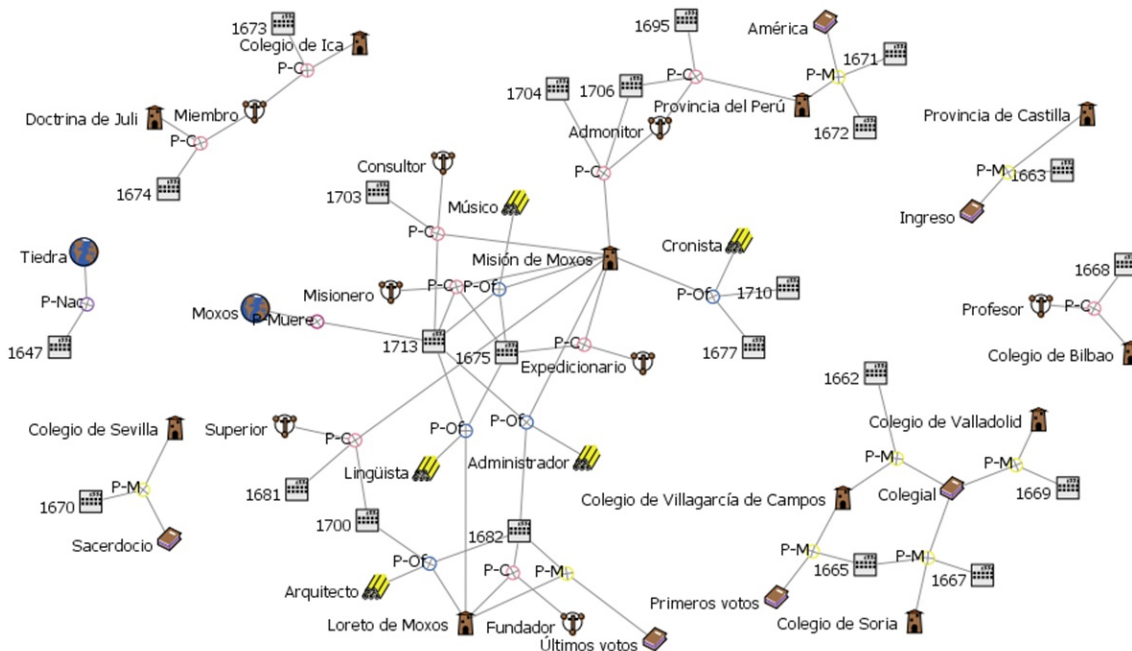 1673
Colegio de Ica
P-C
Doctrina de Juli
Miembro
P-C
1674
1695
América
P-M
1671
1704
1706
P-C
Provincia del Perú
Admonitor
1672
P-C
Provincia de Castilla
P-M
1663
Ingreso
Consultor
1703
Músico
P-C
Misión de Moxos
Cronista
Tiedra
P-Nac
1647
Misionero
P-C
P-Of
P-Of
1710
1668
Profesor
P-C
Colegio de Bilbao
Moxos
P-Muere
1713
1675
Expedicionario
P-C
1677
1662
Colegio de Sevilla
Superior
P-C
P-Of
P-Of
Colegio de Valladolid
P-M
P-M
Lingüista
Administrador
P-M
1670
1681
Colegio de Villagarcía de Campos
Colegial
1669
Sacerdocio
1700
1682
P-Of
P-C
P-M
P-M
1665
P-M
1667
Arquitecto
Primeros votos
Loreto de Moxos
Fundador
Últimos votos
Colegio de Soria